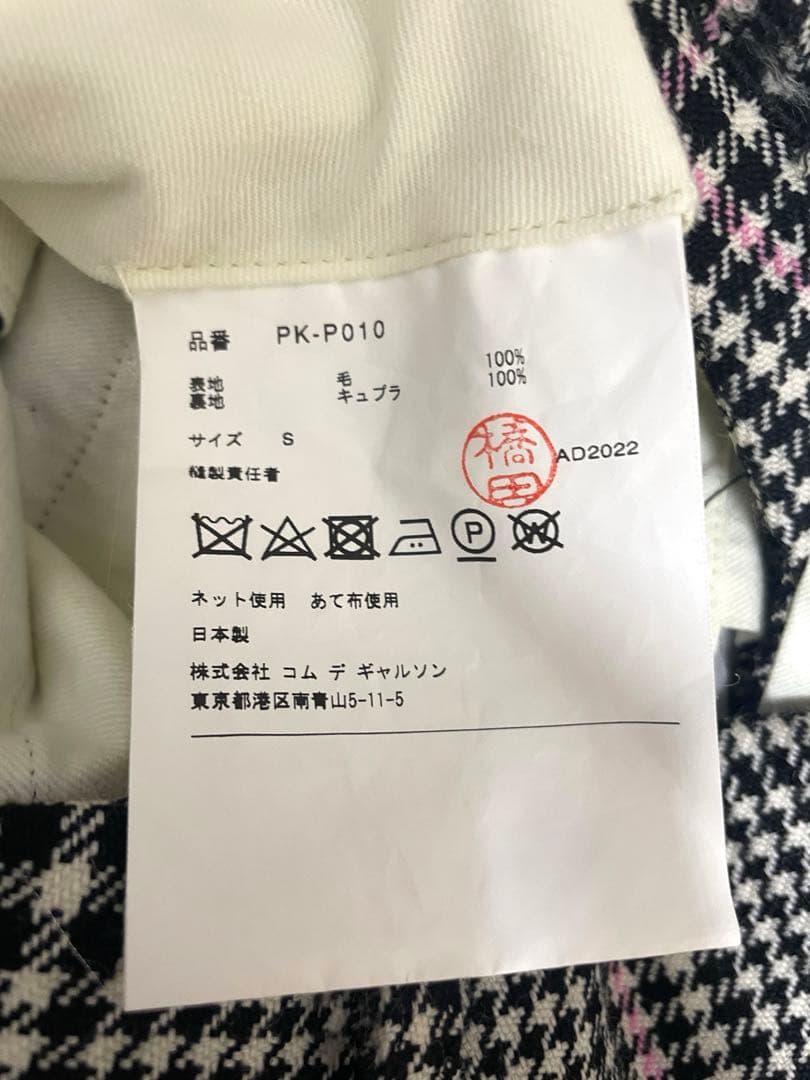 品番 PK-P010
表地 毛 100%
裏地 キュプラ 100%
サイズ S
縫製責任者 橋田 AD2022
P W
ネット使用 あて布使用
日本製
株式会社 コム デ ギャルソン
東京都港区南青山5-11-5